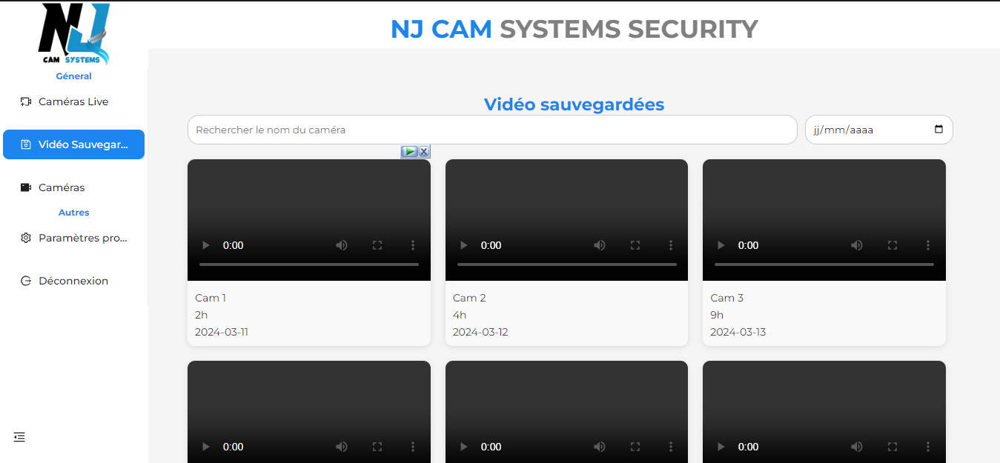 NJ
CAM SYSTEMS
NJ CAM SYSTEMS SECURITY
Géneral
Caméras Live
Vidéo Sauvegar...
Caméras
Autres
Paramètres pro...
Déconnexion
Vidéo sauvegardées
Rechercher le nom du caméra
jj/mm/aaaa
0:00
0:00
0:00
Cam 1
2h
2024-03-11
Cam 2
4h
2024-03-12
Cam 3
9h
2024-03-13
0:00
0:00
0:00